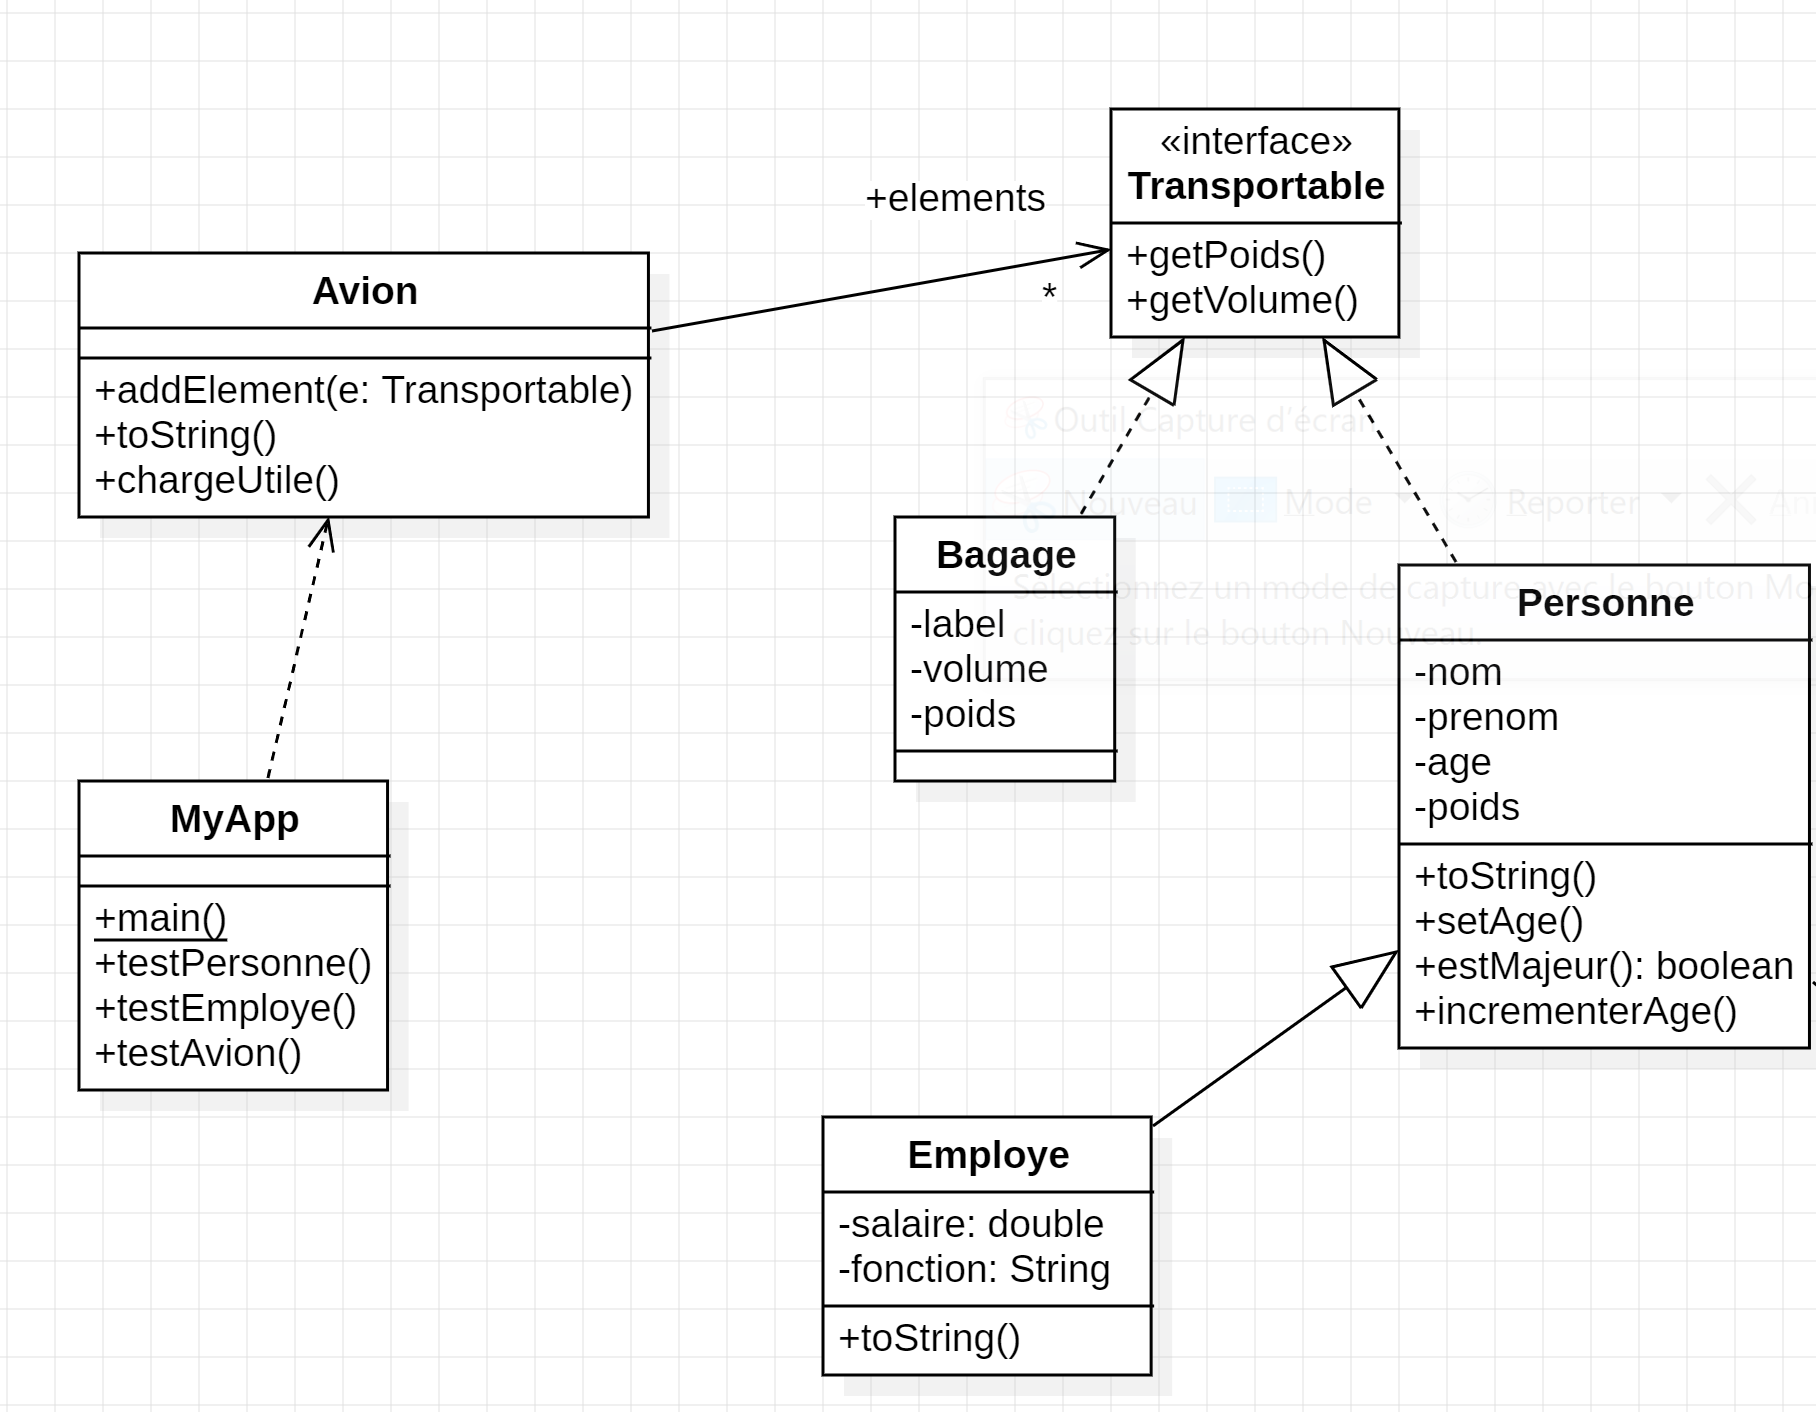 «interface»
Transportable
+getPoids()
+getVolume()
+elements
*
Avion
+addElement(e: Transportable)
+toString()
+chargeUtile()
Outil Capture d'écran
Nouveau Mode Reporter
Sélectionnez un mode de capture avec le bouton
cliquez sur le bouton Nouveau.
Bagage
-label
-volume
-poids
Personne
-nom
-prenom
-age
-poids
+toString()
+setAge()
+estMajeur(): boolean
+incrementerAge()
MyApp
+main()
+testPersonne()
+testEmploye()
+testAvion()
Employe
-salaire: double
-fonction: String
+toString()